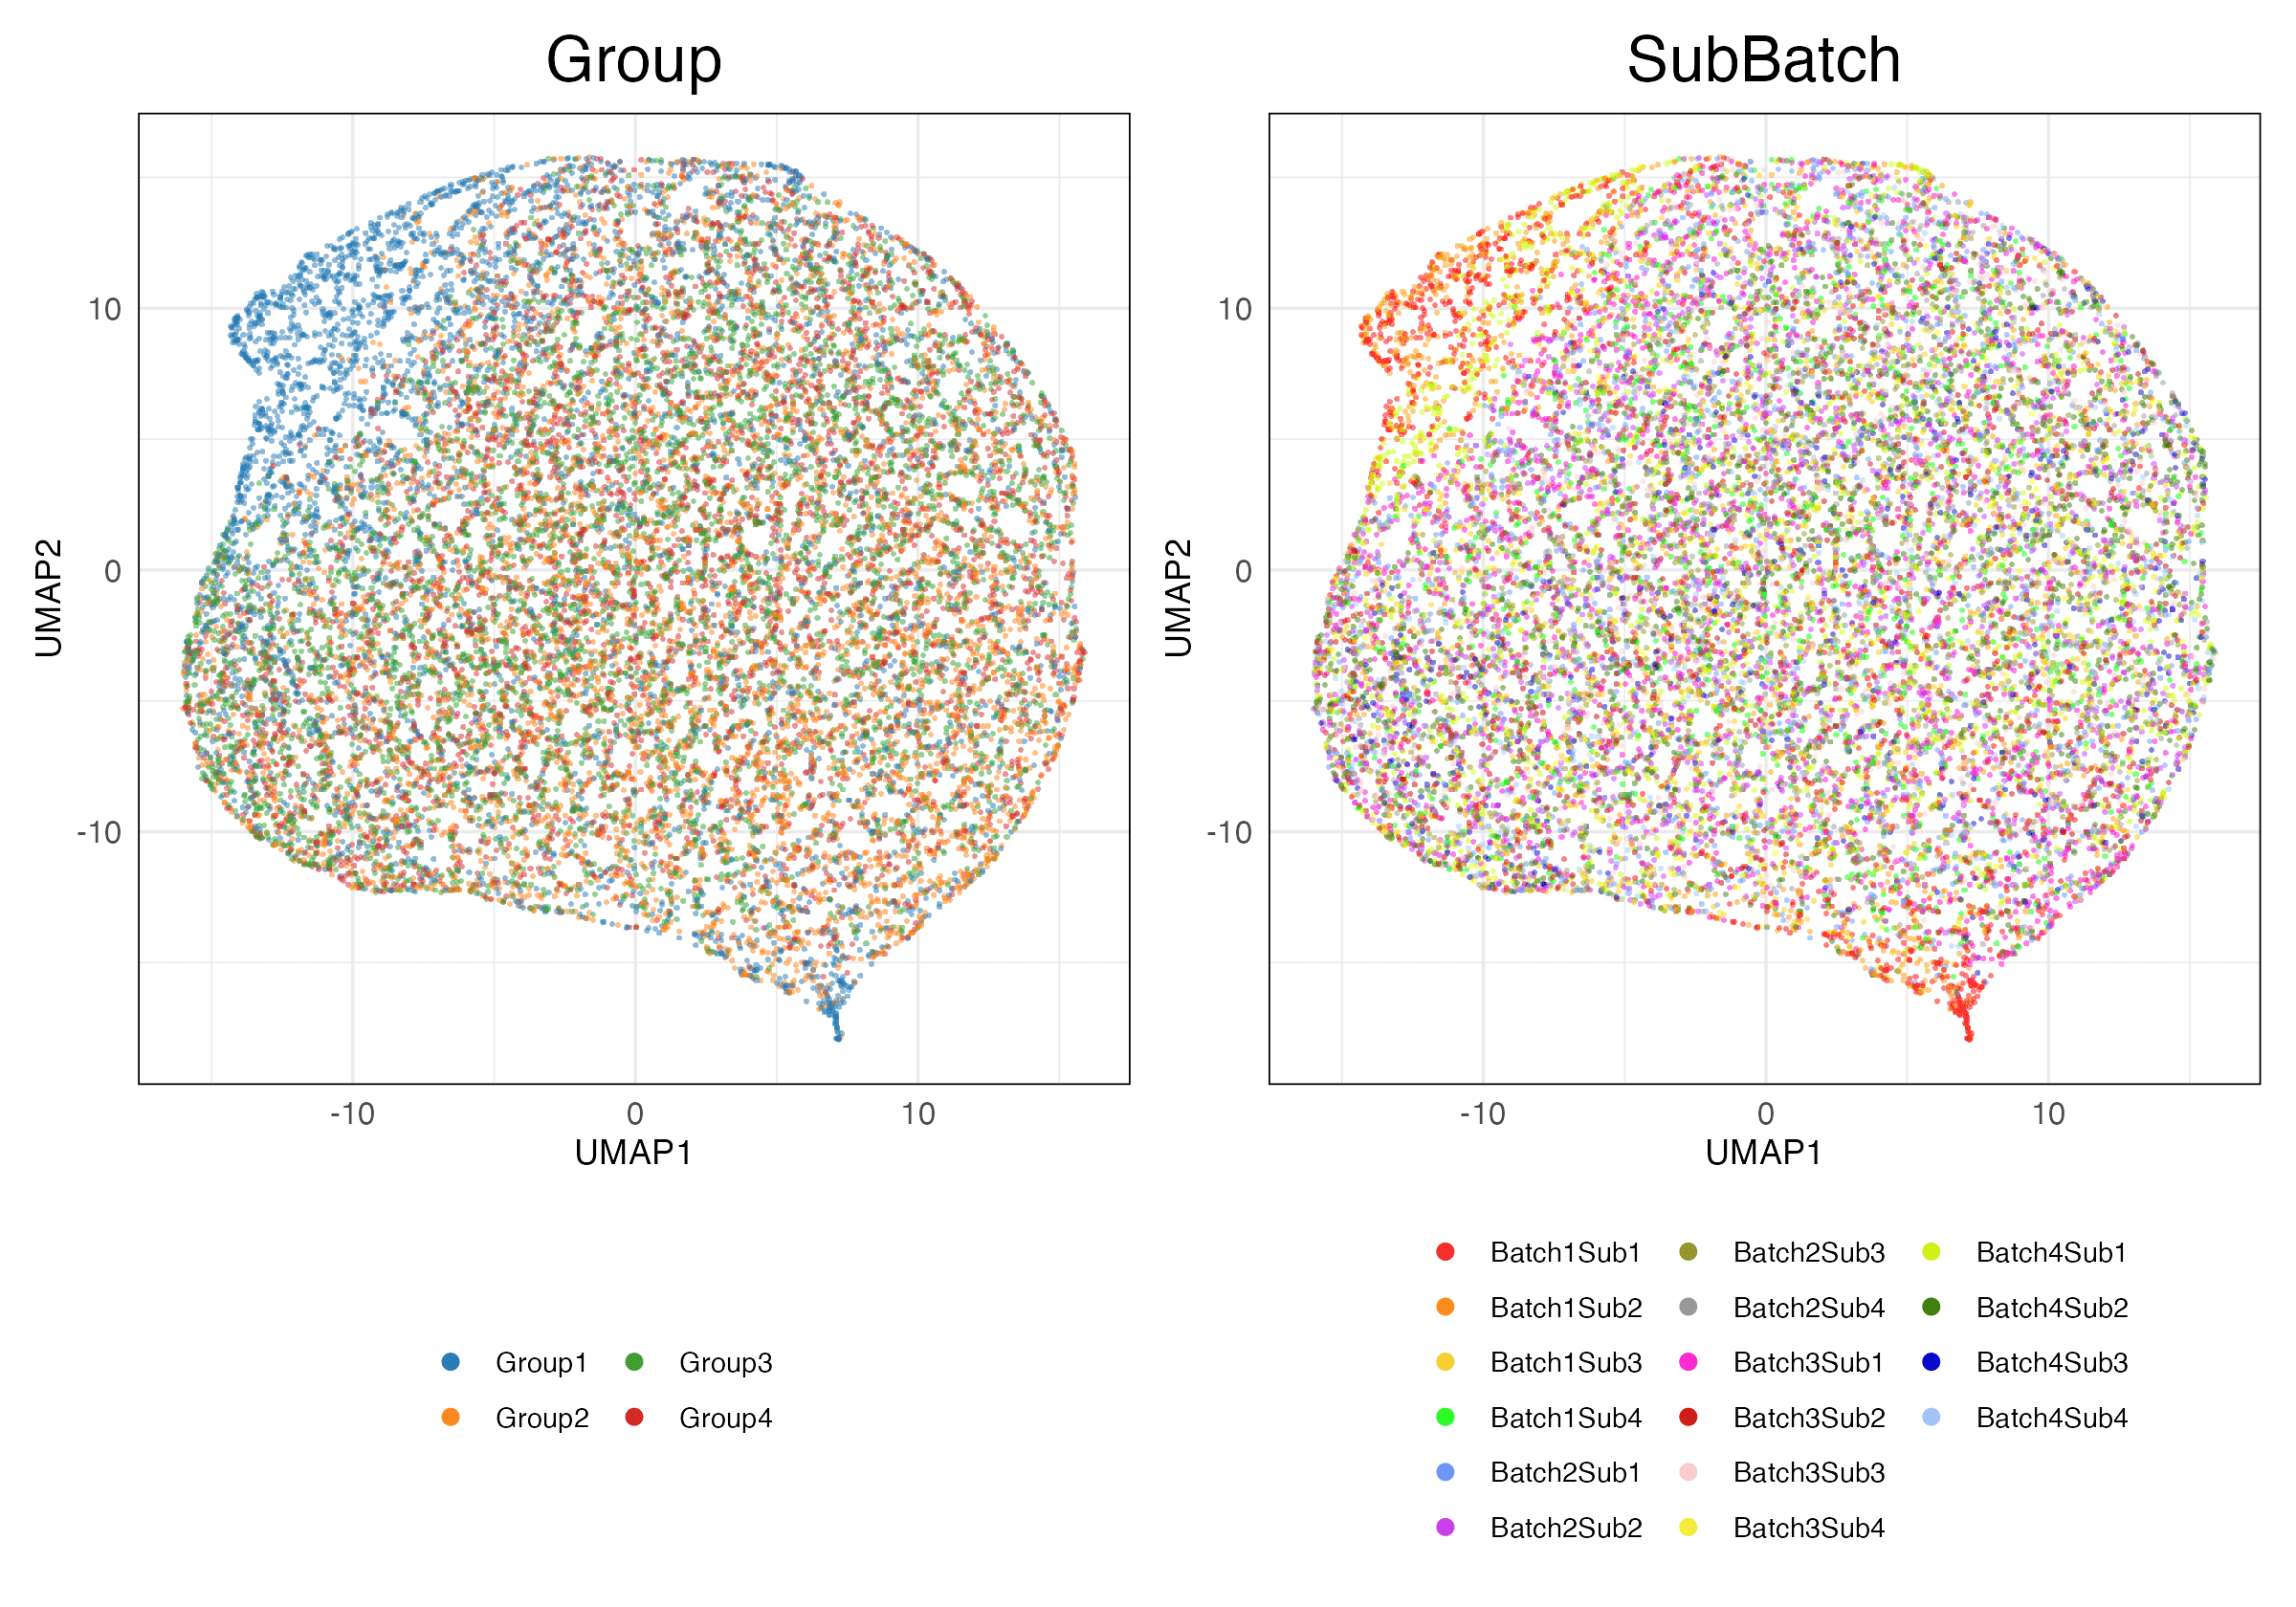 Group
SubBatch
10
0
-10
UMAP2
-10 0 10
UMAP1
10
0
-10
UMAP2
-10 0 10
UMAP1
Group1 Group3
Group2 Group4
Batch1Sub1 Batch2Sub3 Batch4Sub1
Batch1Sub2 Batch2Sub4 Batch4Sub2
Batch1Sub3 Batch3Sub1 Batch4Sub3
Batch1Sub4 Batch3Sub2 Batch4Sub4
Batch2Sub1 Batch3Sub3
Batch2Sub2 Batch3Sub4